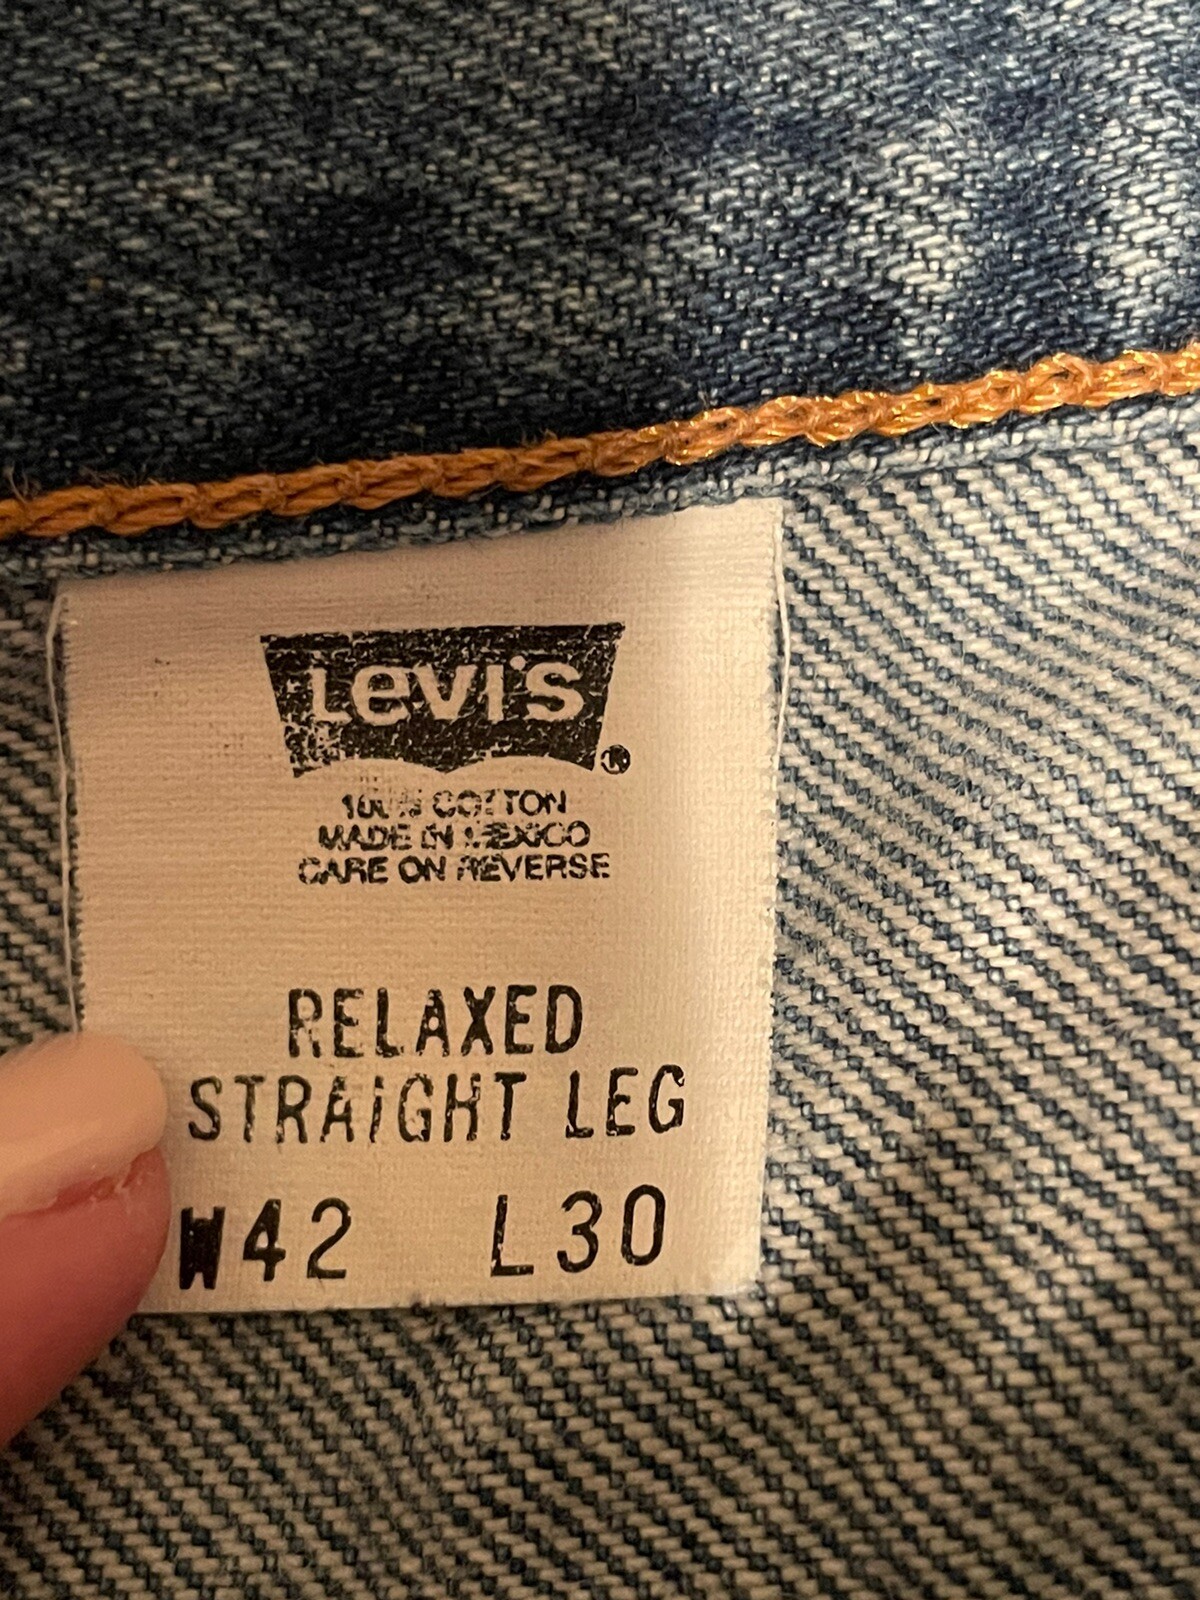 Levi's ®
100% COTTON
MADE IN MEXICO
CARE ON REVERSE
RELAXED
STRAIGHT LEG
W42 L30